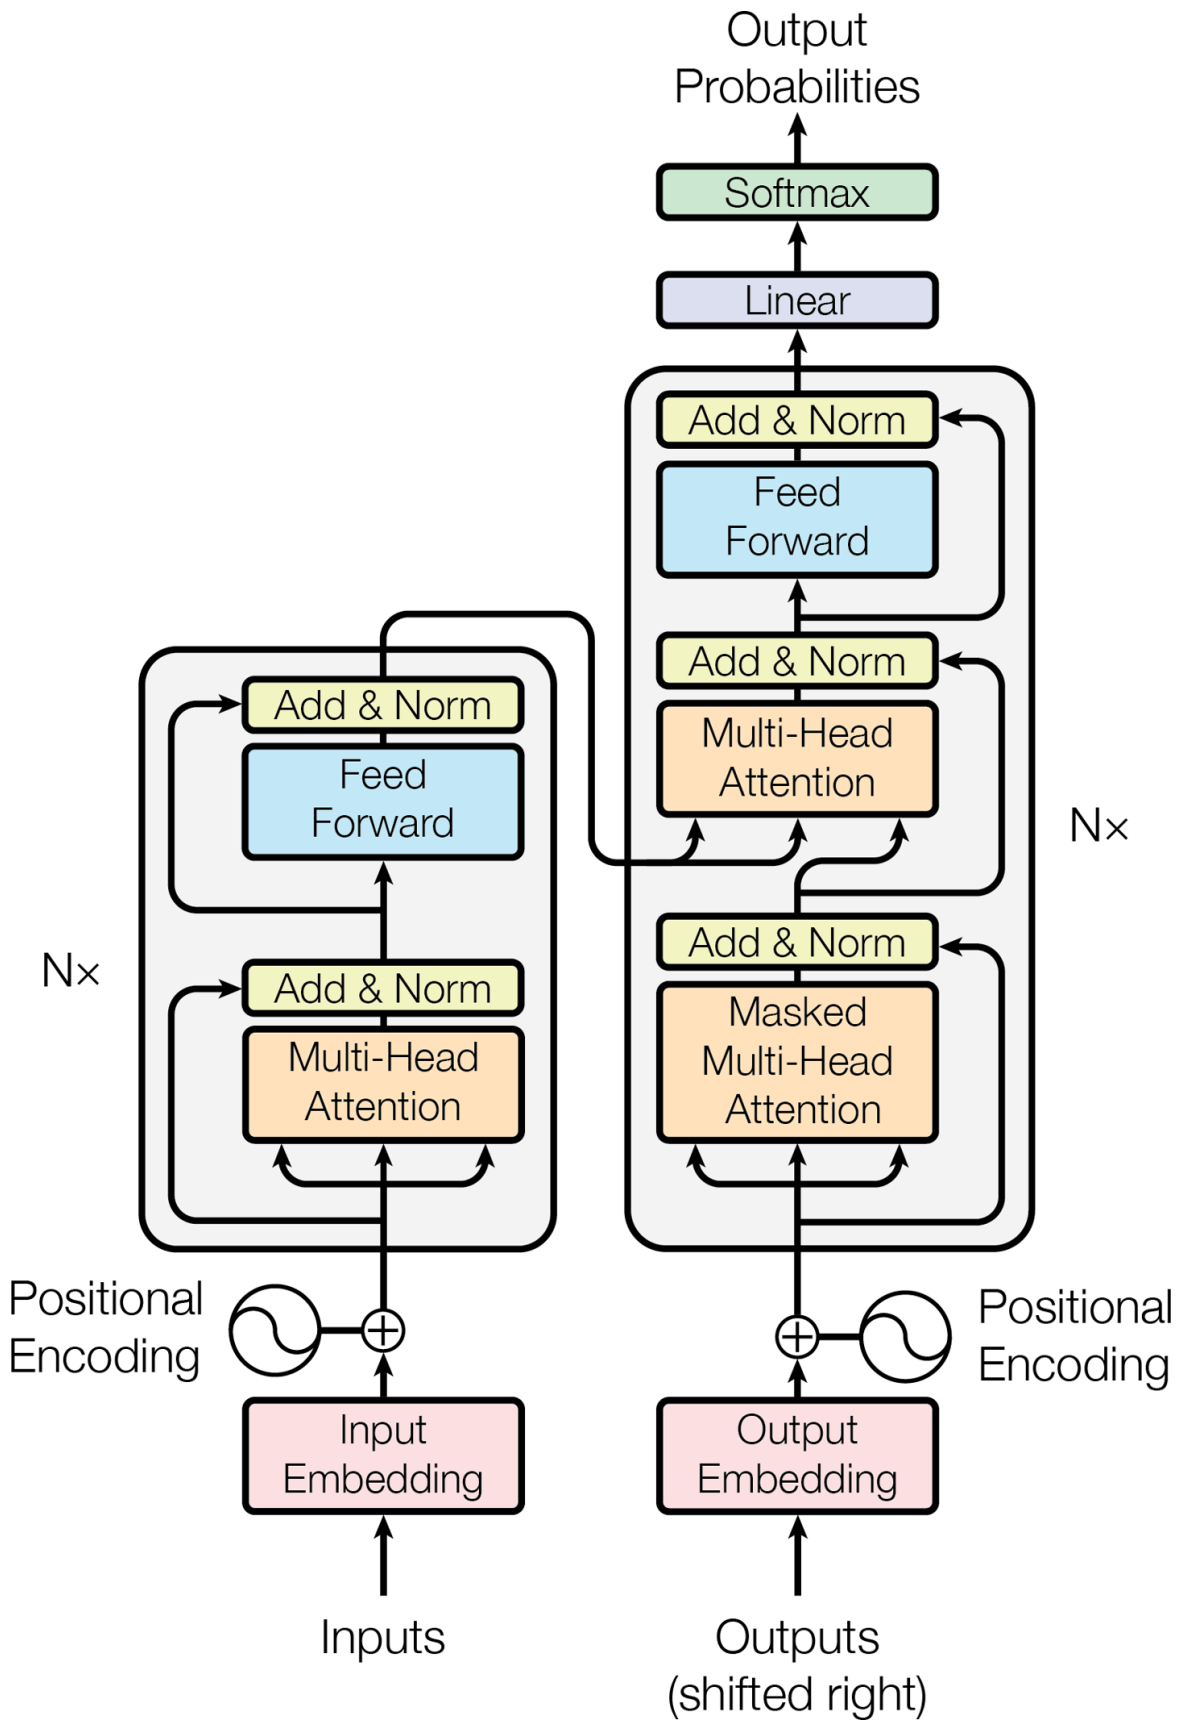 Output
Probabilities
Softmax
Linear
Add & Norm
Feed
Forward
Add & Norm
Multi-Head
Attention
Add & Norm
Masked
Multi-Head
Attention
N×
Add & Norm
Feed
Forward
Add & Norm
Multi-Head
Attention
N×
Positional
Encoding
Positional
Encoding
Input
Embedding
Output
Embedding
Inputs
Outputs
(shifted right)